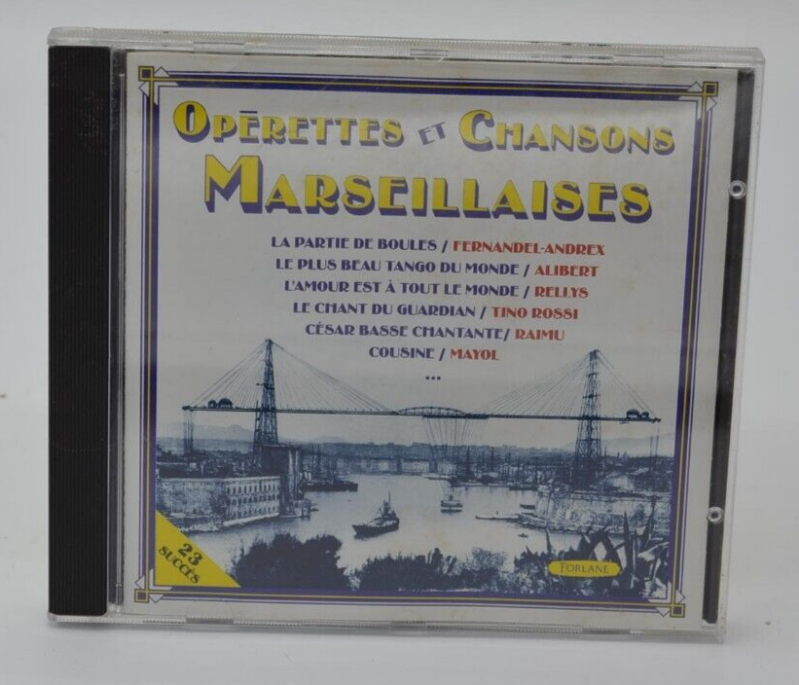 OPÉRETTES ET CHANSONS
MARSEILLAISES
LA PARTIE DE BOULES / FERNANDEL-ANDREX
LE PLUS BEAU TANGO DU MONDE / ALIBERT
L'AMOUR EST À TOUT LE MONDE / RELLYS
LE CHANT DU GUARDIAN / TINO ROSSI
CÉSAR BASSE CHANTANTE/ RAIMU
COUSINE / MAYOL
...
23
SUCCÈS
FORLANE